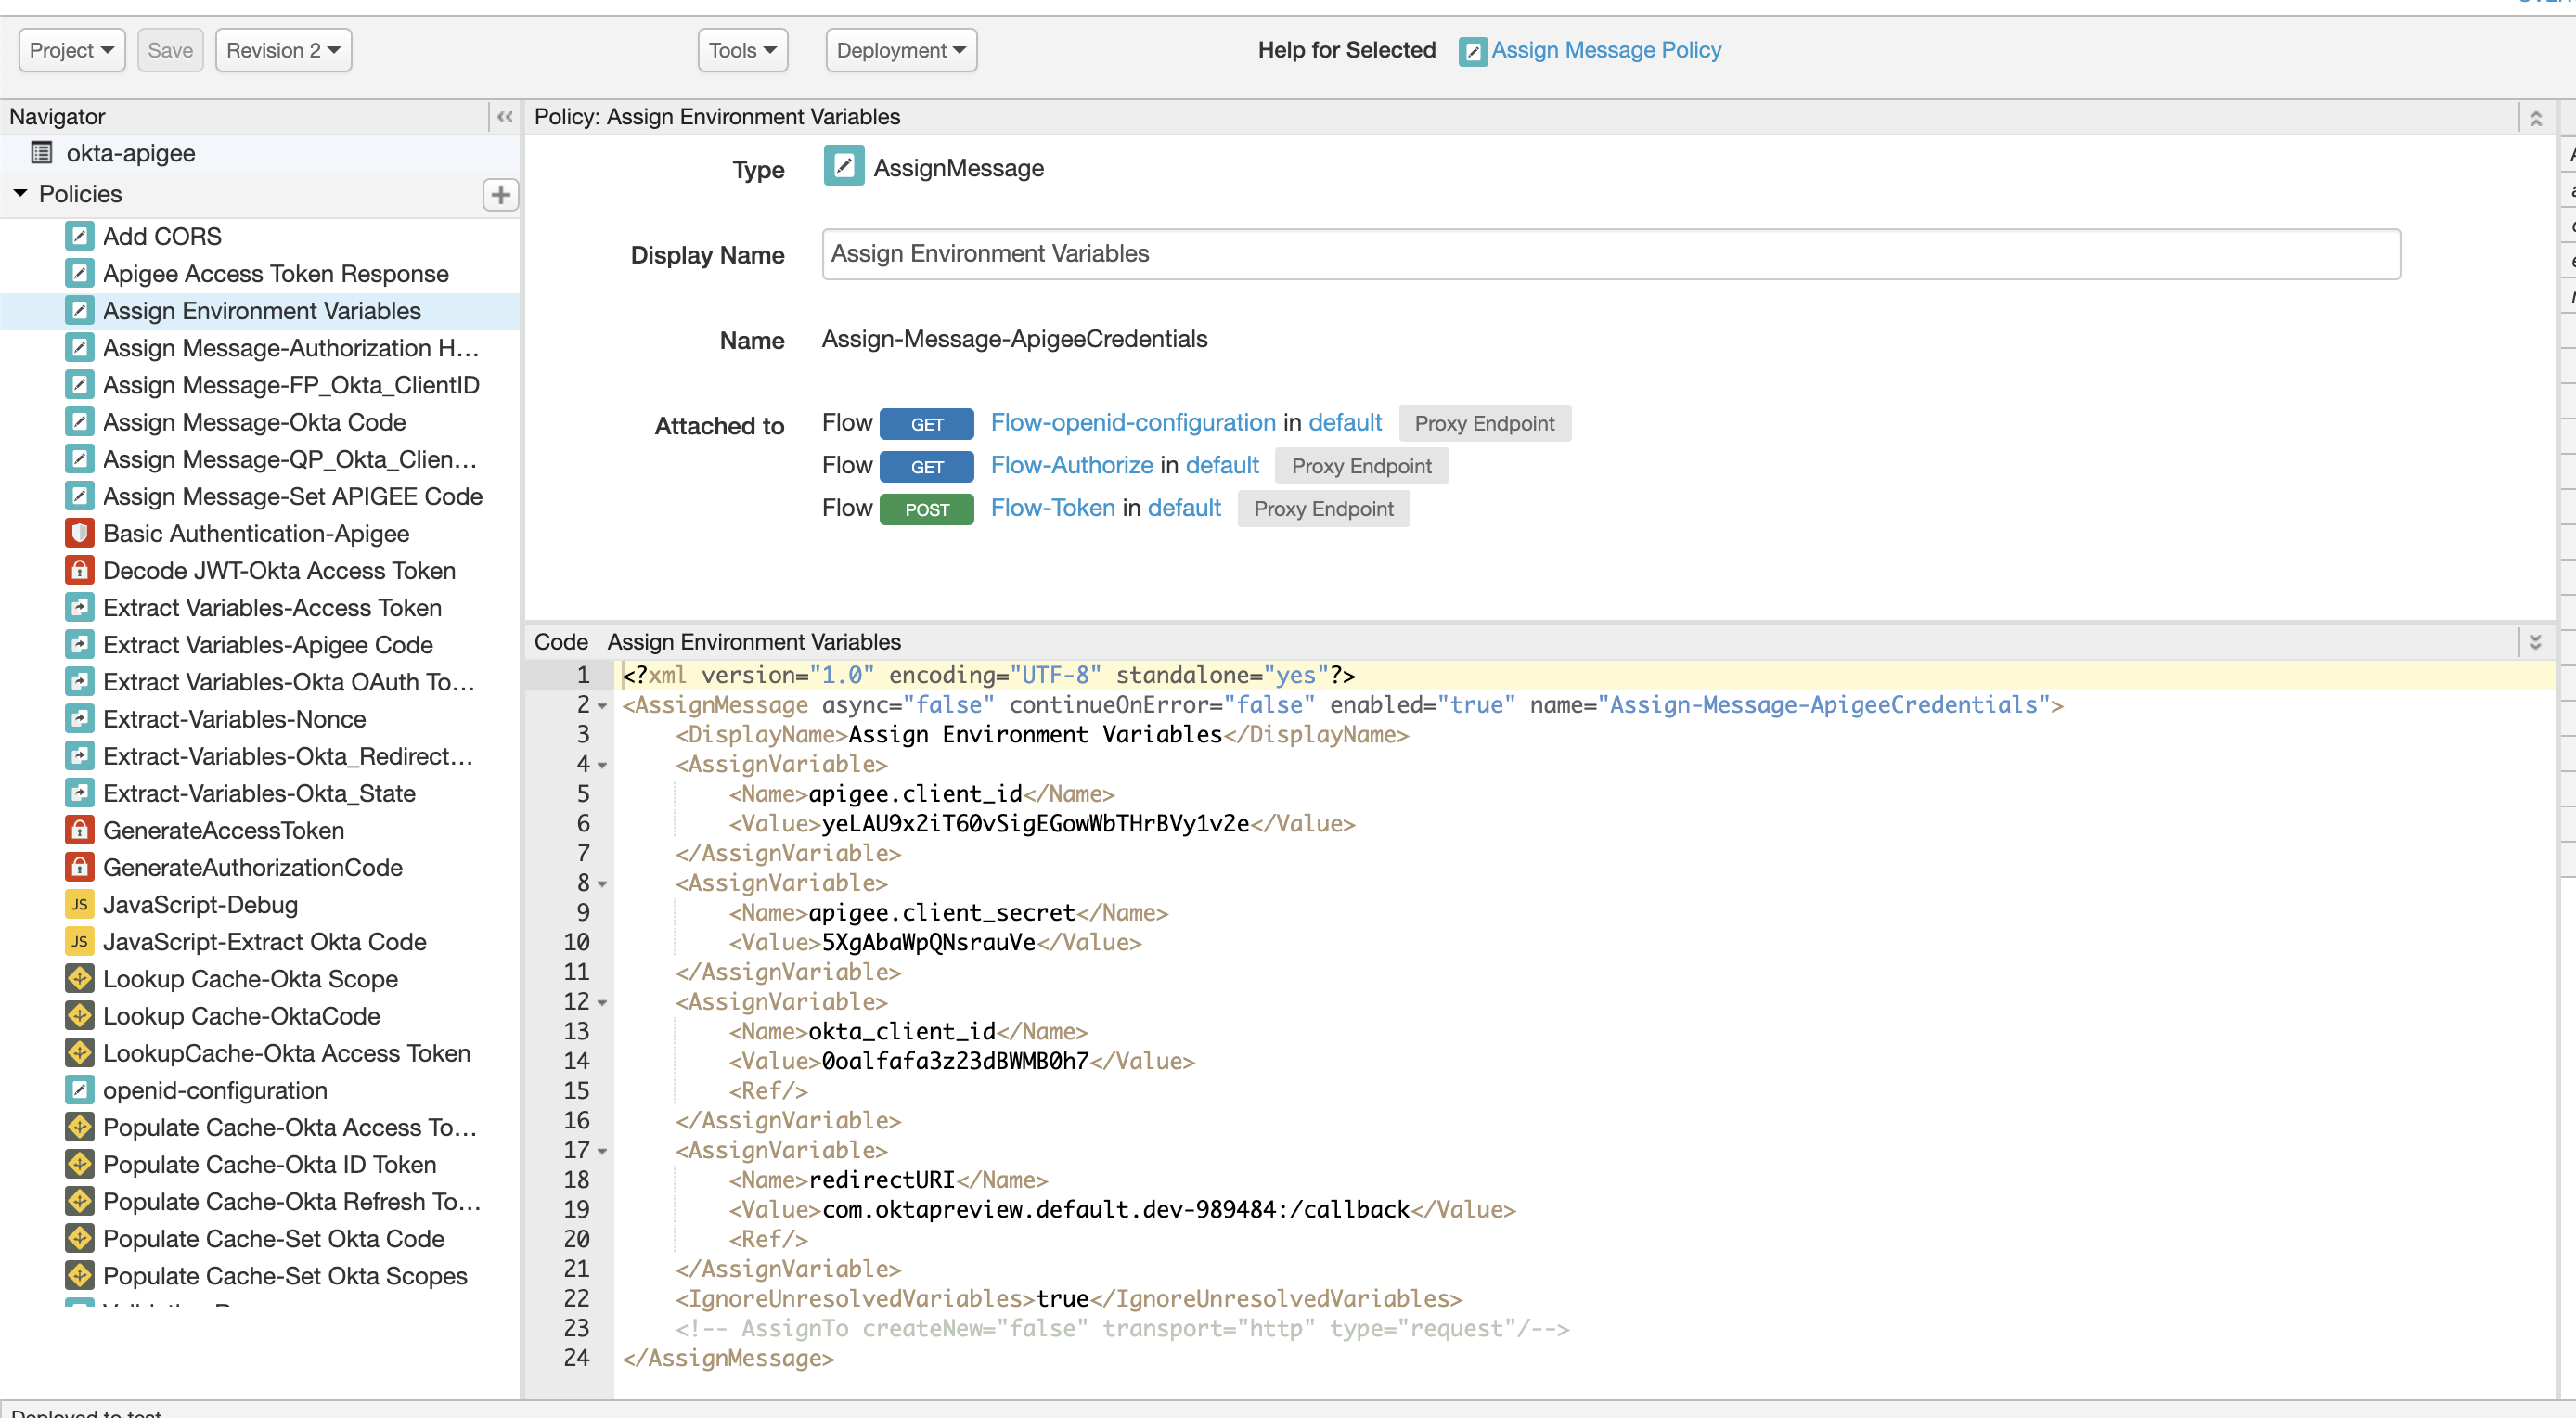 Project Save Revision 2 Tools Deployment Help for Selected Assign Message Policy
Navigator
okta-apigee
Policies
Add CORS
Apigee Access Token Response
Assign Environment Variables
Assign Message-Authorization H...
Assign Message-FP_Okta_ClientID
Assign Message-Okta Code
Assign Message-QP_Okta_Clien...
Assign Message-Set APIGEE Code
Basic Authentication-Apigee
Decode JWT-Okta Access Token
Extract Variables-Access Token
Extract Variables-Apigee Code
Extract Variables-Okta OAuth To...
Extract-Variables-Nonce
Extract-Variables-Okta_Redirect...
Extract-Variables-Okta_State
GenerateAccessToken
GenerateAuthorizationCode
JS JavaScript-Debug
JS JavaScript-Extract Okta Code
Lookup Cache-Okta Scope
Lookup Cache-OktaCode
LookupCache-Okta Access Token
openid-configuration
Populate Cache-Okta Access To...
Populate Cache-Okta ID Token
Populate Cache-Okta Refresh To...
Populate Cache-Set Okta Code
Populate Cache-Set Okta Scopes
Policy: Assign Environment Variables
Type AssignMessage
Display Name Assign Environment Variables
Name Assign-Message-ApigeeCredentials
Attached to Flow GET Flow-openid-configuration in default Proxy Endpoint
Flow GET Flow-Authorize in default Proxy Endpoint
Flow POST Flow-Token in default Proxy Endpoint
Code Assign Environment Variables
1 <?xml version="1.0" encoding="UTF-8" standalone="yes"?>
2 <AssignMessage async="false" continueOnError="false" enabled="true" name="Assign-Message-ApigeeCredentials">
3 <DisplayName>Assign Environment Variables</DisplayName>
4 <AssignVariable>
5 <Name>apigee.client_id</Name>
6 <Value>yeLAU9x2iT60vSigEGowWbTHrBVy1v2e</Value>
7 </AssignVariable>
8 <AssignVariable>
9 <Name>apigee.client_secret</Name>
10 <Value>5XgAbaWpQNsrauVe</Value>
11 </AssignVariable>
12 <AssignVariable>
13 <Name>okta_client_id</Name>
14 <Value>0oalfafa3z23dBWMB0h7</Value>
15 <Ref/>
16 </AssignVariable>
17 <AssignVariable>
18 <Name>redirectURI</Name>
19 <Value>com.oktapreview.default.dev-989484:/callback</Value>
20 <Ref/>
21 </AssignVariable>
22 <IgnoreUnresolvedVariables>true</IgnoreUnresolvedVariables>
23 <!-- AssignTo createNew="false" transport="http" type="request"/-->
24 </AssignMessage>
Deployed to test